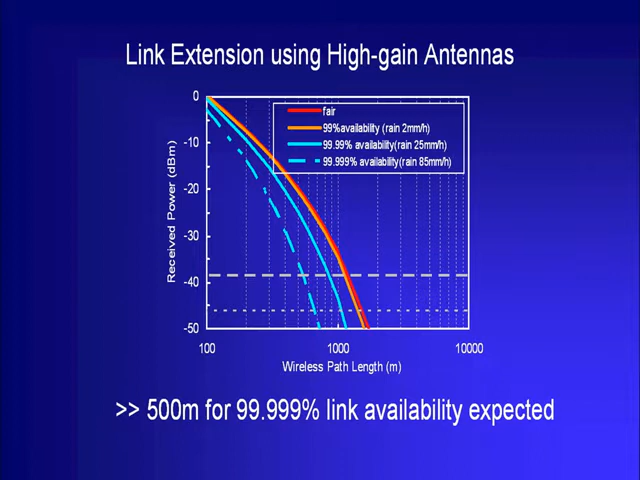 Link Extension using High-gain Antennas
0
-10
-20
-30
-40
-50
Received Power (dBm)
fair
99%availability (rain 2mm/h)
99.99% availability(rain 25mm/h)
99.999% availability(rain 85mm/h)
100
1000
10000
Wireless Path Length (m)
>> 500m for 99.999% link availability expected